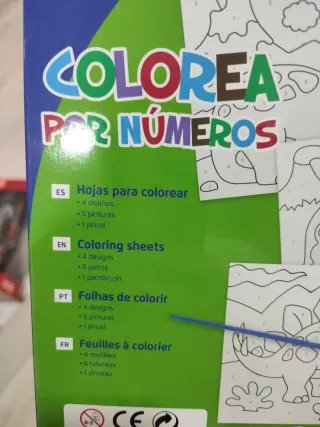 COLOREA
POR NÚMEROS
ES Hojas para colorear
• 4 diseños
• 5 pinturas
• 1 pincel
EN Coloring sheets
• 4 designs
• 5 paints
• 1 paintbrush
PT Folhas de colorir
• 4 designs
• 5 pinturas
• 1 pincel
FR Feuilles à colorier
• 4 modèles
• 1 pinceau
CE